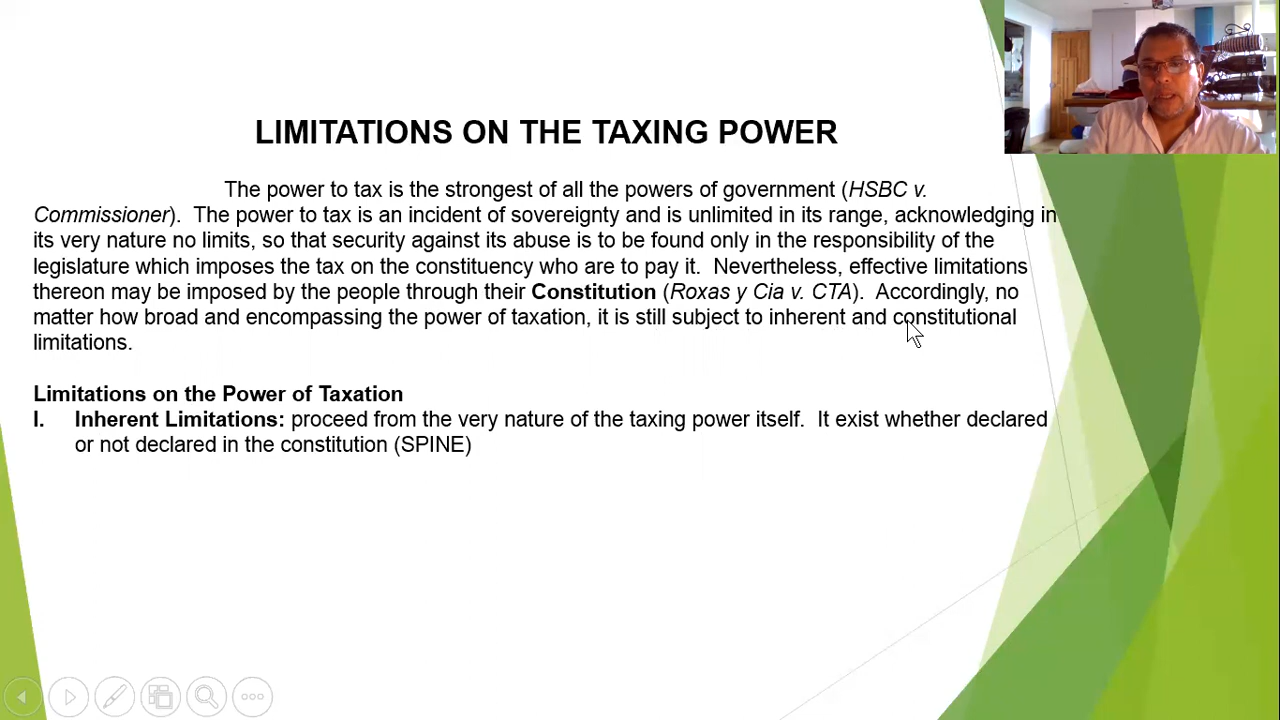 LIMITATIONS ON THE TAXING POWER
The power to tax is the strongest of all the powers of government (HSBC v.
Commissioner).  The power to tax is an incident of sovereignty and is unlimited in its range, acknowledging in
its very nature no limits, so that security against its abuse is to be found only in the responsibility of the
legislature which imposes the tax on the constituency who are to pay it.  Nevertheless, effective limitations
thereon may be imposed by the people through their Constitution (Roxas y Cia v. CTA).  Accordingly, no
matter how broad and encompassing the power of taxation, it is still subject to inherent and constitutional
limitations.
Limitations on the Power of Taxation
I. Inherent Limitations: proceed from the very nature of the taxing power itself.  It exist whether declared
or not declared in the constitution (SPINE)